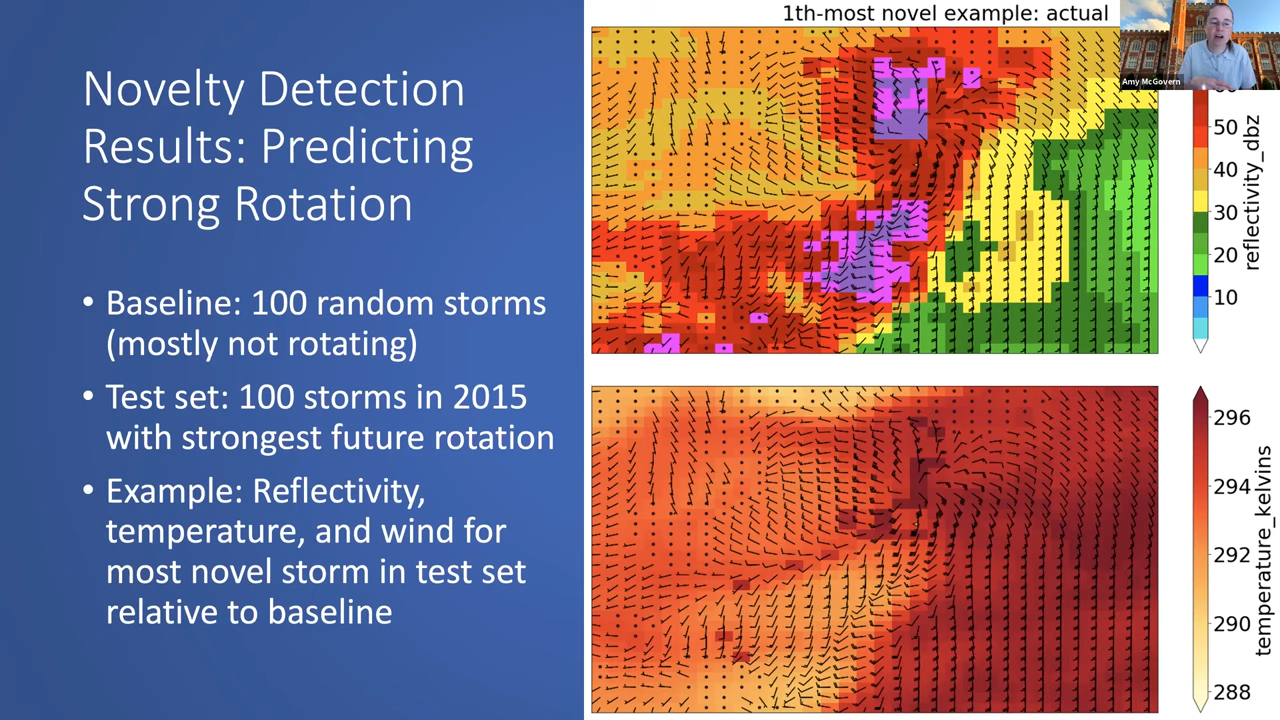 Novelty Detection
Results: Predicting
Strong Rotation
• Baseline: 100 random storms
(mostly not rotating)
• Test set: 100 storms in 2015
with strongest future rotation
• Example: Reflectivity,
temperature, and wind for
most novel storm in test set
relative to baseline
1th-most novel example: actual
Amy McGovern
50
40
30
20
10
reflectivity_dbz
296
294
292
290
288
temperature_kelvins